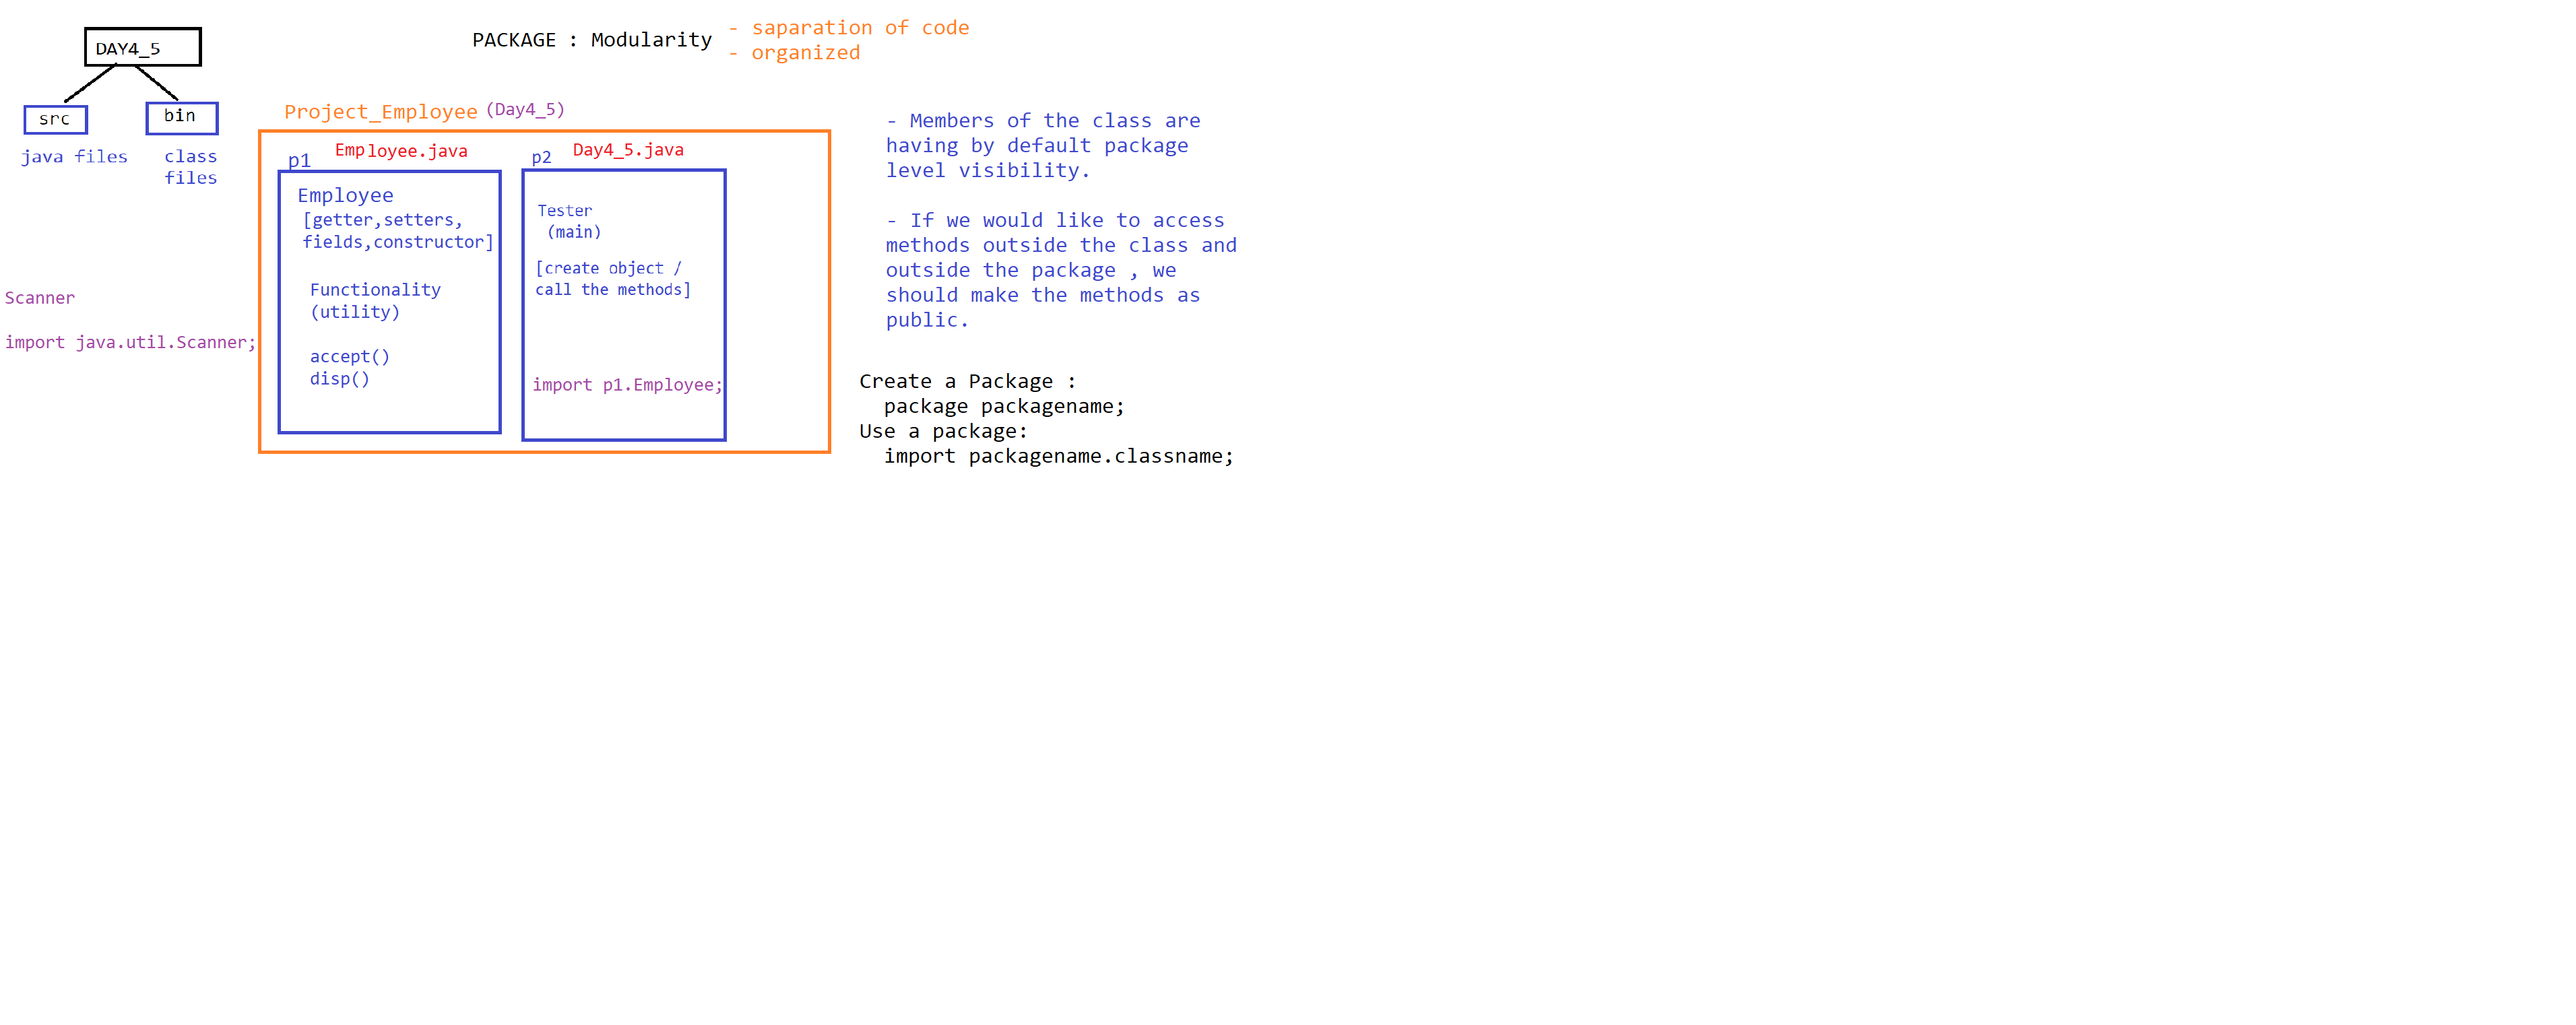 DAY4_5
src
bin
java files
class
files
Scanner
import java.util.Scanner;
PACKAGE : Modularity
- saparation of code
- organized
Project_Employee (Day4_5)
p1
Employee.java
Employee
[getter,setters,
fields,constructor]
Functionality
(utility)
accept()
disp()
p2
Day4_5.java
Tester
(main)
[create object /
call the methods]
import p1.Employee;
- Members of the class are
having by default package
level visibility.
- If we would like to access
methods outside the class and
outside the package , we
should make the methods as
public.
Create a Package :
package packagename;
Use a package:
import packagename.classname;